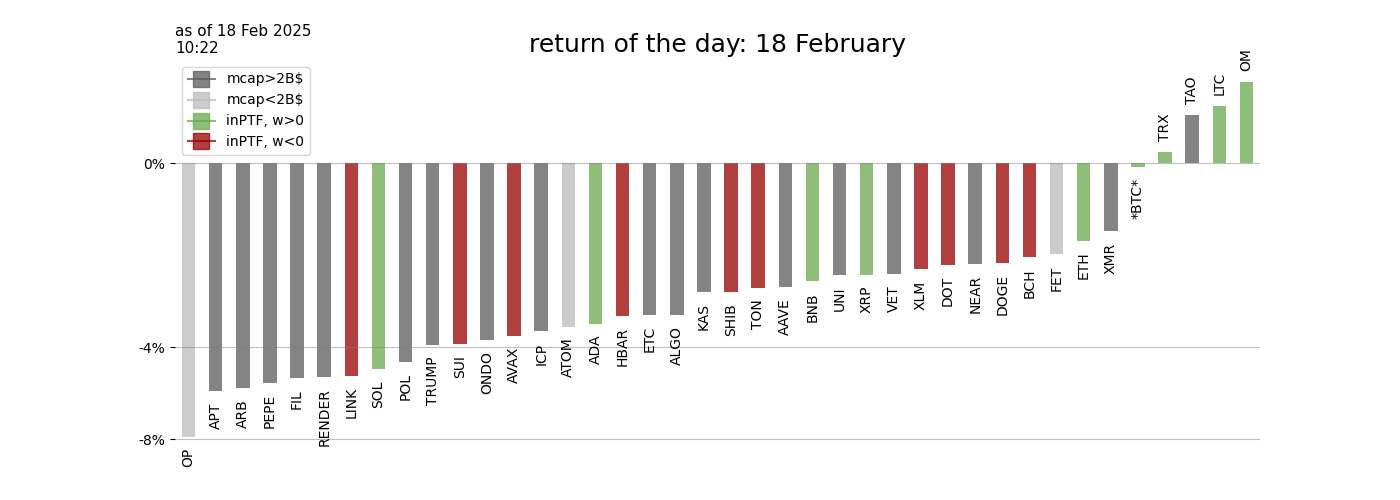 as of 18 Feb 2025
10:22
return of the day: 18 February
mcap>2B$
mcap<2B$
inPTF, w>0
inPTF, w<0
0%
-4%
-8%
OP
APT
ARB
PEPE
FIL
RENDER
LINK
SOL
POL
TRUMP
SUI
ONDO
AVAX
ICP
ATOM
ADA
HBAR
ETC
ALGO
KAS
SHIB
TON
AAVE
BNB
UNI
XRP
VET
XLM
DOT
NEAR
DOGE
BCH
FET
ETH
XMR
*BTC*
TRX
TAO
LTC
OM